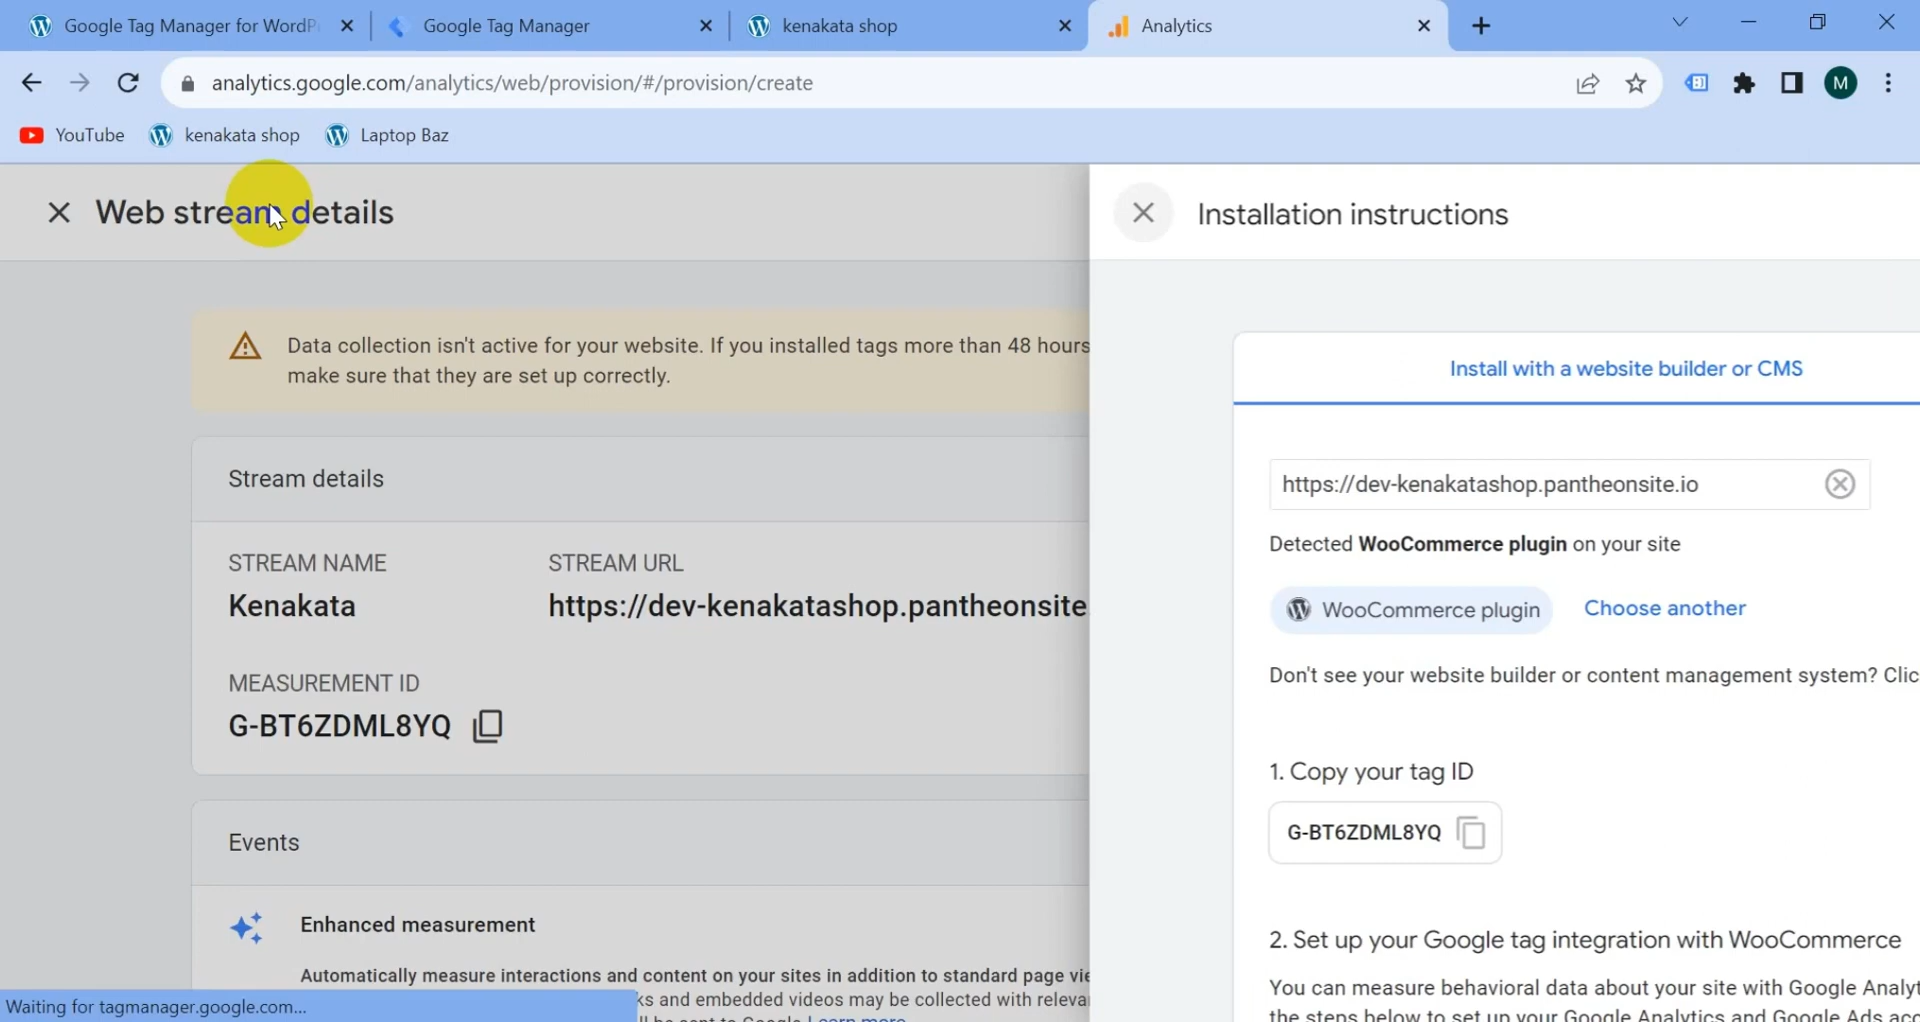 Google Tag Manager for WordP
Google Tag Manager
kenakata shop
Analytics
analytics.google.com/analytics/web/provision/#/provision/create
M
YouTube
kenakata shop
Laptop Baz
Web stream details
Data collection isn't active for your website. If you installed tags more than 48 hours
make sure that they are set up correctly.
Stream details
STREAM NAME
STREAM URL
Kenakata
https://dev-kenakatashop.pantheonsite
MEASUREMENT ID
G-BT6ZDML8YQ
Events
Enhanced measurement
Automatically measure interactions and content on your sites in addition to standard page vie
ks and embedded videos may be collected with releva
Waiting for tagmanager.google.com...
Installation instructions
Install with a website builder or CMS
https://dev-kenakatashop.pantheonsite.io
Detected WooCommerce plugin on your site
WooCommerce plugin
Choose another
Don't see your website builder or content management system? Clic
1. Copy your tag ID
G-BT6ZDML8YQ
2. Set up your Google tag integration with WooCommerce
You can measure behavioral data about your site with Google Analyt
the steps below to set up your Google Analytics and Google Ads acc